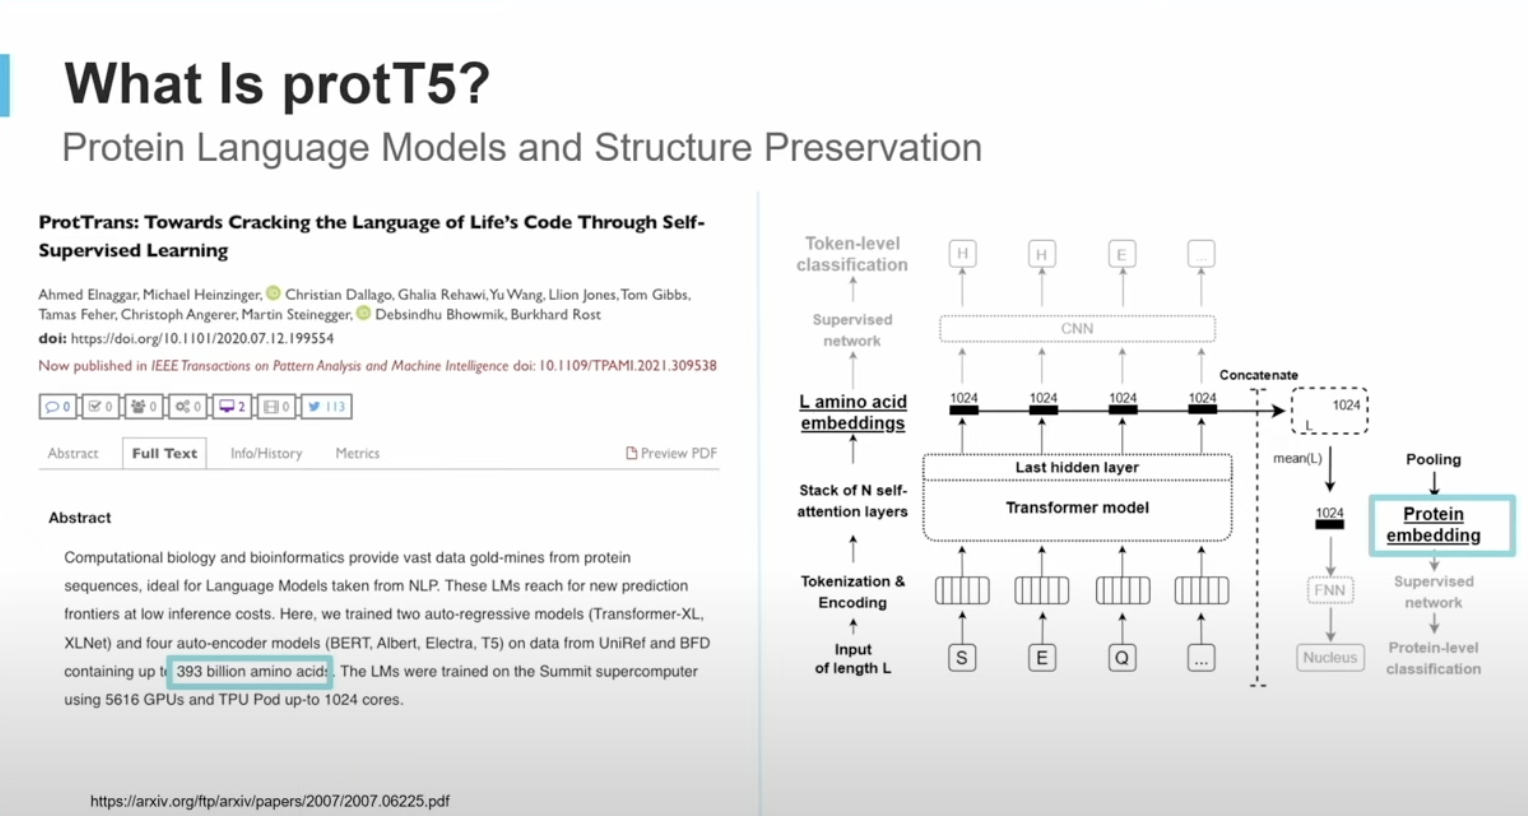 What Is protT5?
Protein Language Models and Structure Preservation
ProtTrans: Towards Cracking the Language of Life's Code Through Self-
Supervised Learning
Ahmed Elnaggar, Michael Heinzinger, Christian Dallago, Ghalia Rehawi, Yu Wang, Llion Jones, Tom Gibbs,
Tamas Feher, Christoph Angerer, Martin Steinegger, Debsindhu Bhowmik, Burkhard Rost
doi: https://doi.org/10.1101/2020.07.12.199554
Now published in IEEE Transactions on Pattern Analysis and Machine Intelligence doi: 10.1109/TPAMI.2021.309538
0 0 0 0 2 0 113
Abstract Full Text Info/History Metrics Preview PDF
Abstract
Computational biology and bioinformatics provide vast data gold-mines from protein
sequences, ideal for Language Models taken from NLP. These LMs reach for new prediction
frontiers at low inference costs. Here, we trained two auto-regressive models (Transformer-XL,
XLNet) and four auto-encoder models (BERT, Albert, Electra, T5) on data from UniRef and BFD
containing up t 393 billion amino acids. The LMs were trained on the Summit supercomputer
using 5616 GPUs and TPU Pod up-to 1024 cores.
https://arxiv.org/ftp/arxiv/papers/2007/2007.06225.pdf
Token-level
classification
H H E ...
Supervised
network
CNN
Concatenate
L amino acid
embeddings
1024 1024 1024 1024
1024
L
Last hidden layer
mean(L)
Pooling
Stack of N self-
attention layers
Transformer model
1024
Protein
embedding
Tokenization &
Encoding
FNN
Supervised
network
Input
of length L
S E Q ...
Nucleus
Protein-level
classification